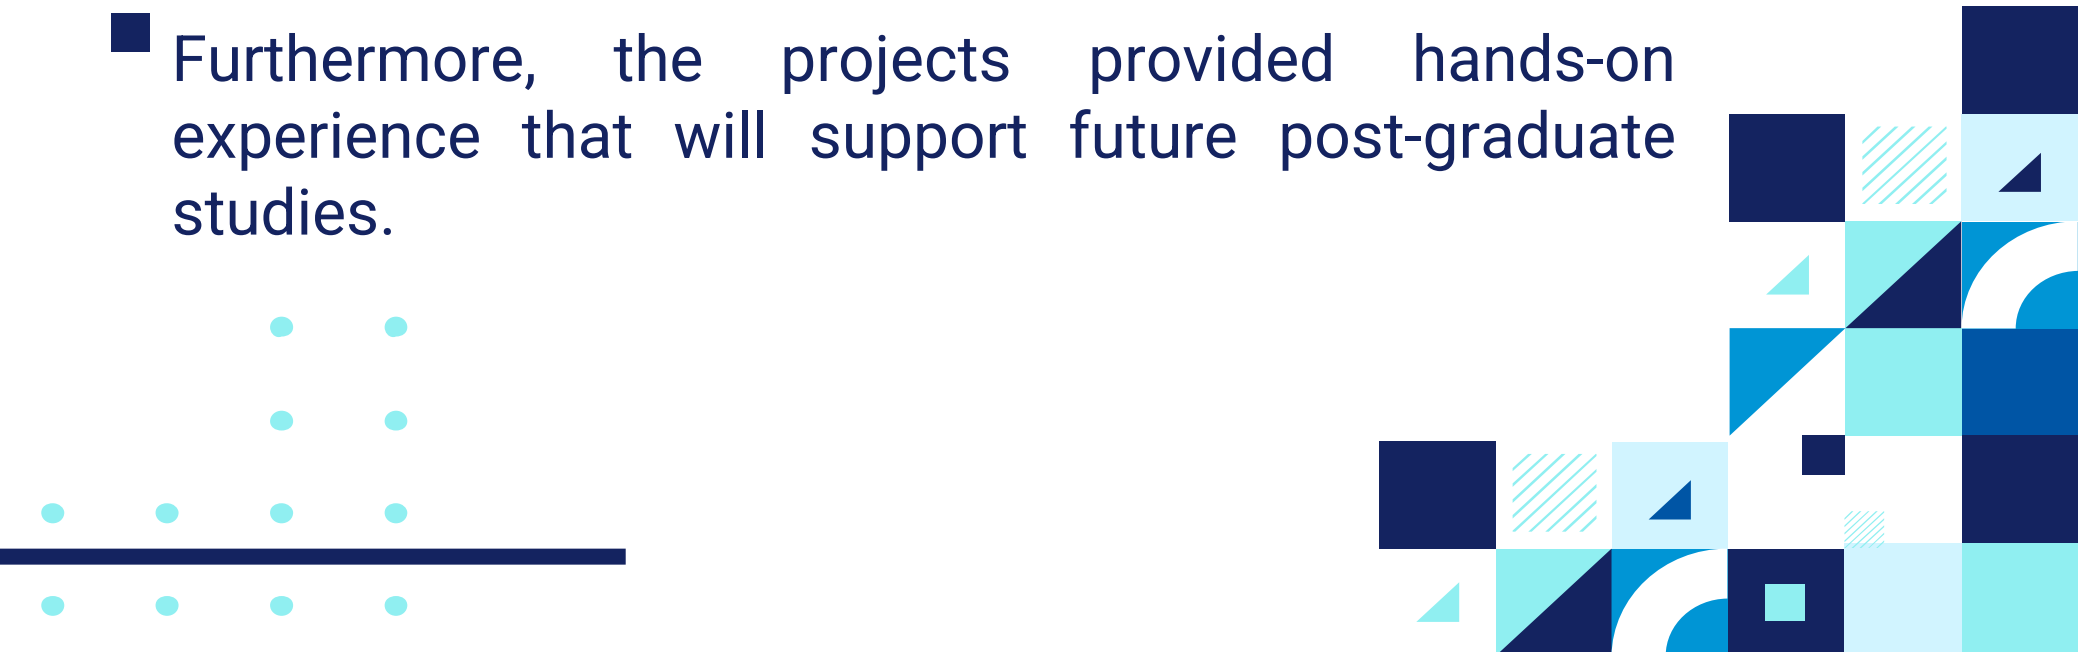 Furthermore, the projects provided hands-on
experience that will support future post-graduate
studies.